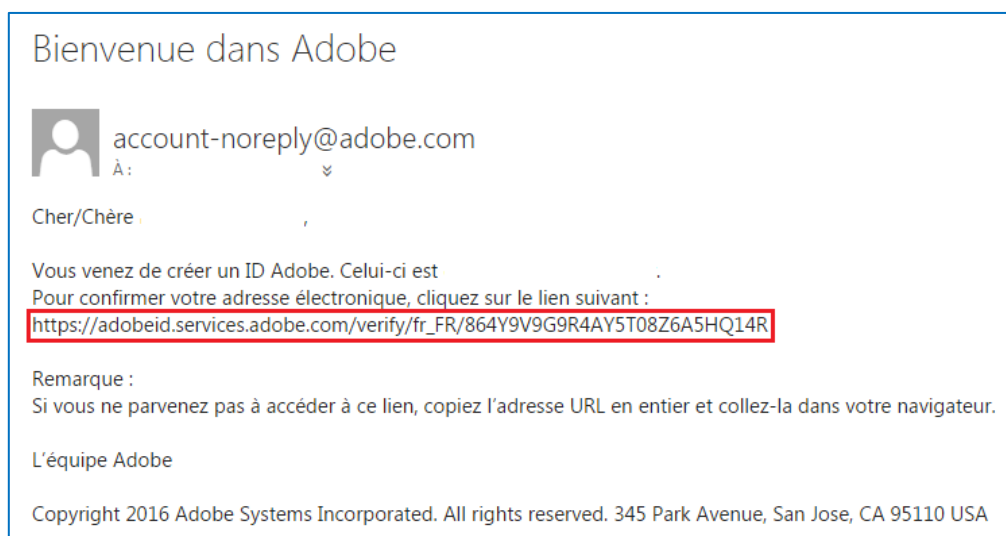 Bienvenue dans Adobe
account-noreply@adobe.com
À :
Cher/Chère ,
Vous venez de créer un ID Adobe. Celui-ci est .
Pour confirmer votre adresse électronique, cliquez sur le lien suivant :
https://adobeid.services.adobe.com/verify/fr_FR/864Y9V9G9R4AY5T08Z6A5HQ14R
Remarque :
Si vous ne parvenez pas à accéder à ce lien, copiez l'adresse URL en entier et collez-la dans votre navigateur.
L'équipe Adobe
Copyright 2016 Adobe Systems Incorporated. All rights reserved. 345 Park Avenue, San Jose, CA 95110 USA